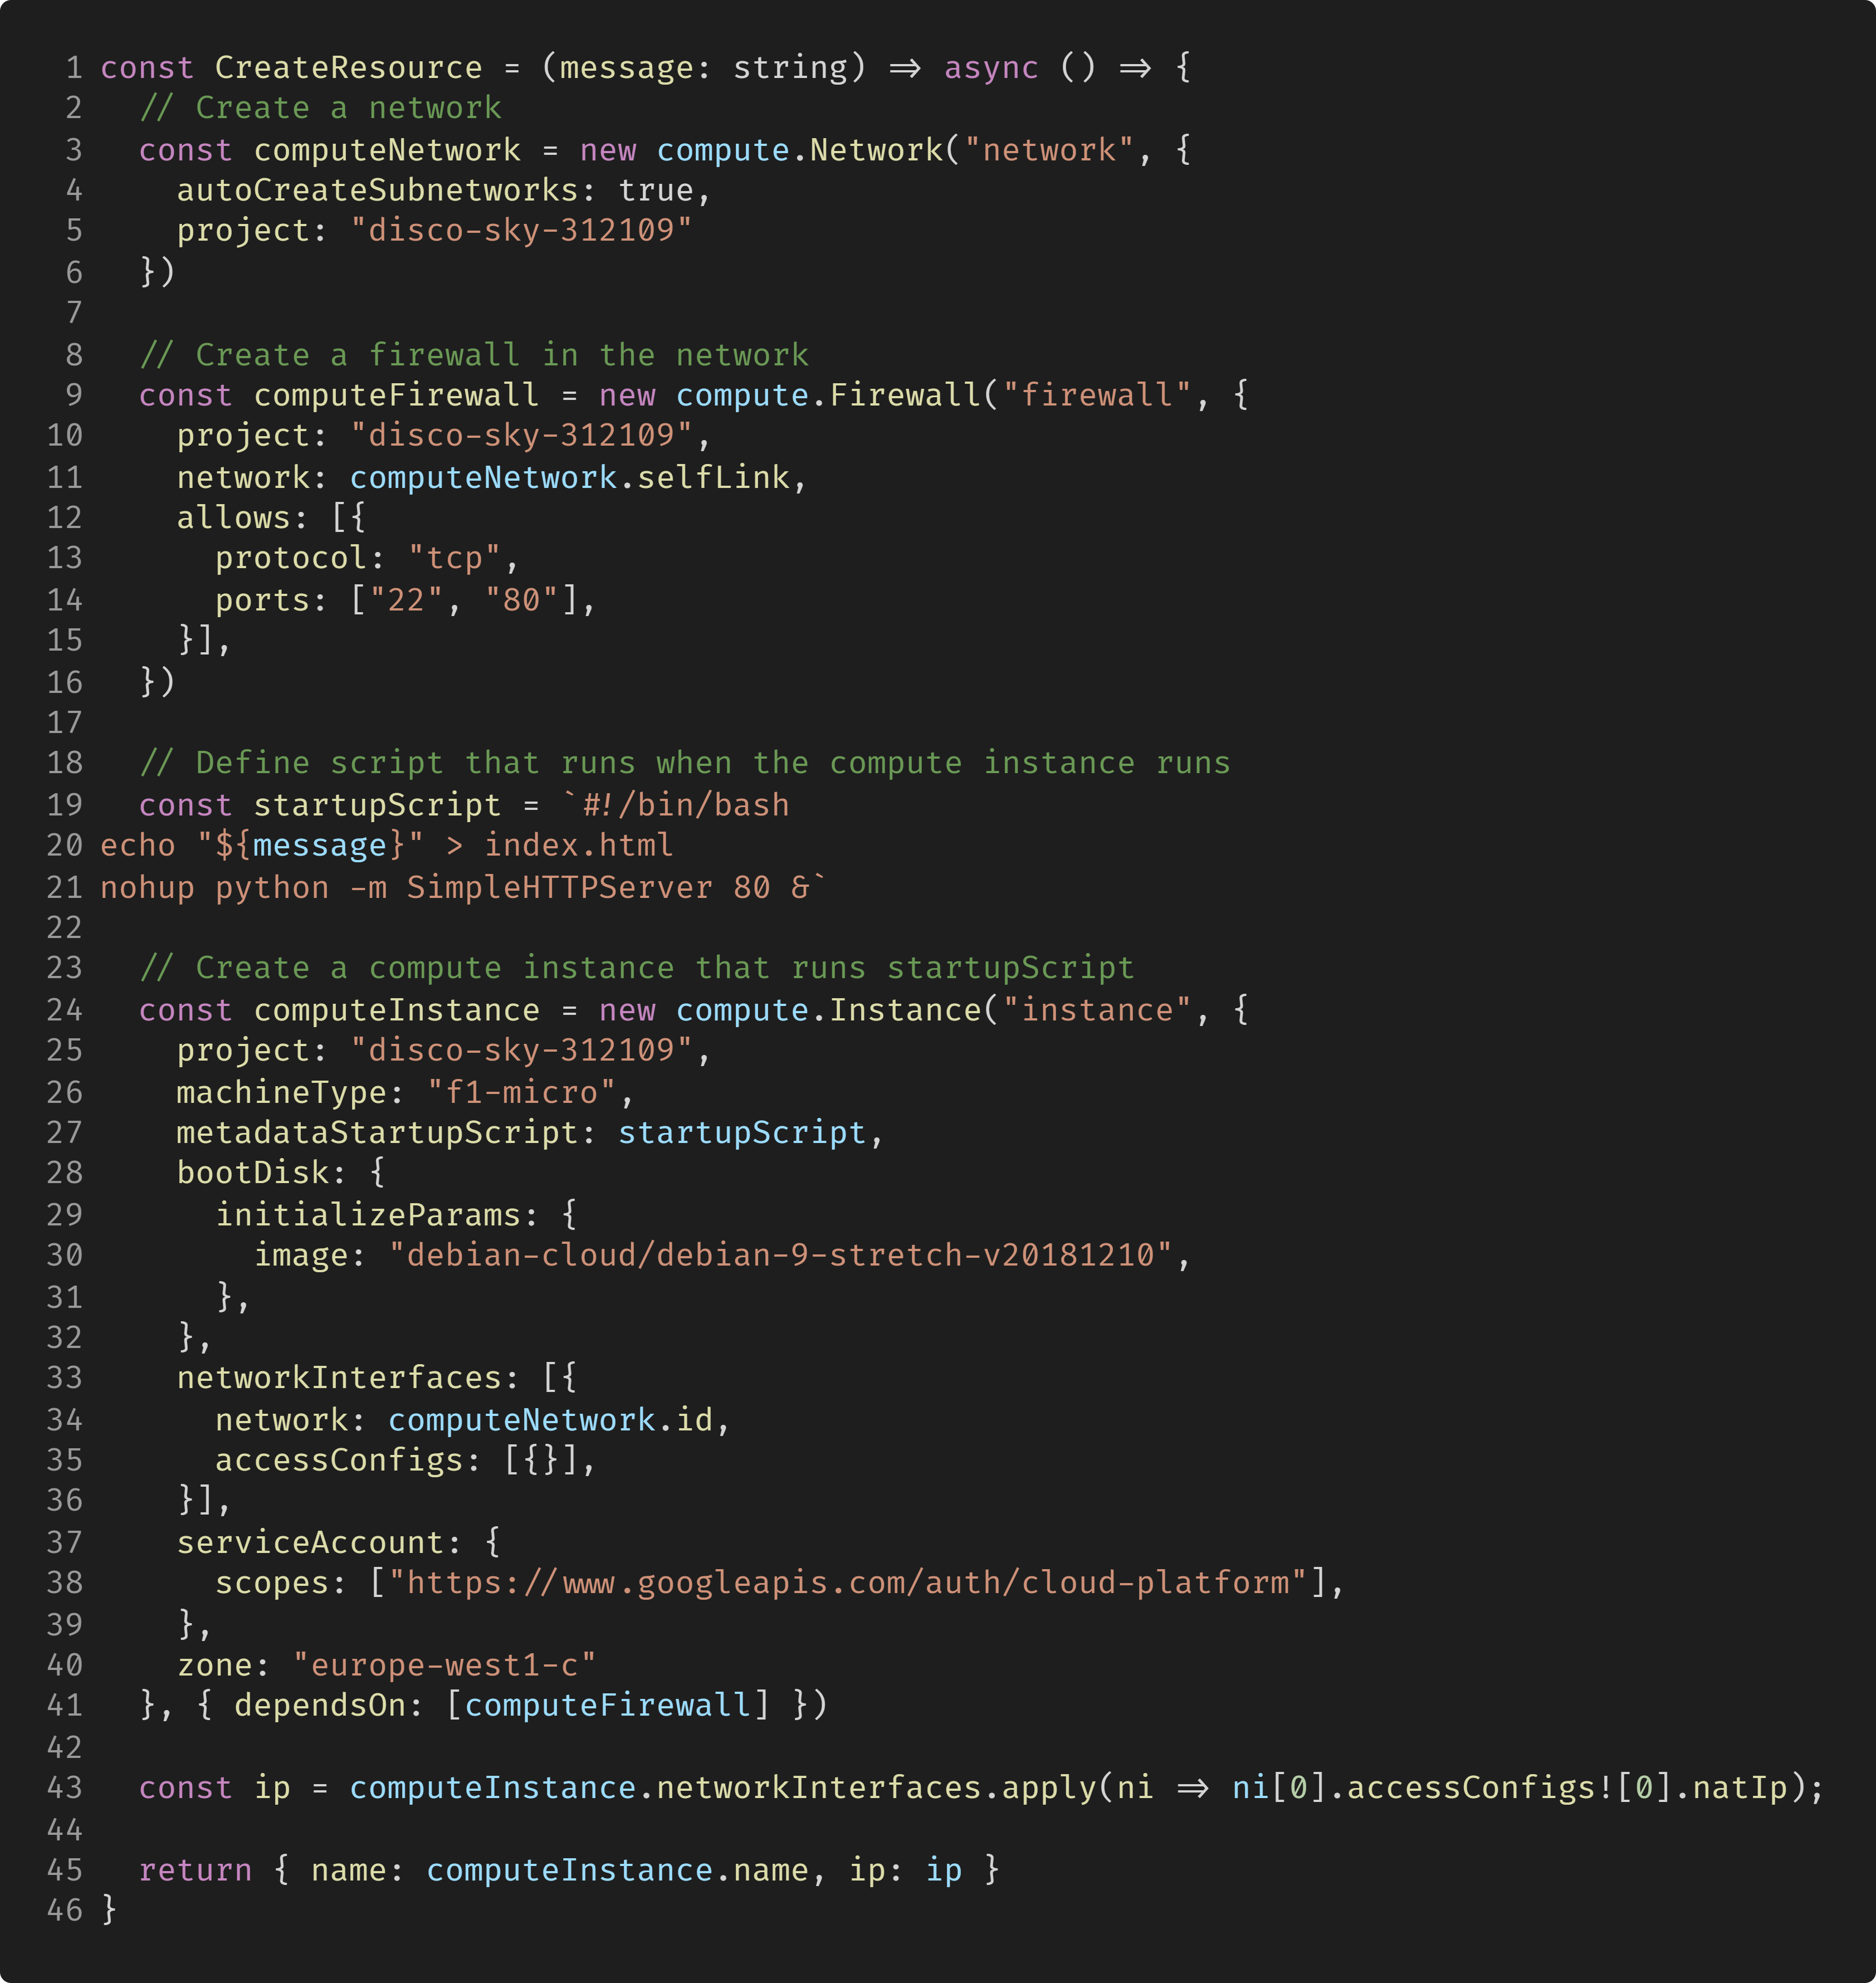 1 const CreateResource = (message: string) => async () => {
2   // Create a network
3   const computeNetwork = new compute.Network("network", {
4     autoCreateSubnetworks: true,
5     project: "disco-sky-312109"
6   })
7
8   // Create a firewall in the network
9   const computeFirewall = new compute.Firewall("firewall", {
10     project: "disco-sky-312109",
11     network: computeNetwork.selfLink,
12     allows: [{
13       protocol: "tcp",
14       ports: ["22", "80"],
15     }],
16   })
17
18   // Define script that runs when the compute instance runs
19   const startupScript = `#!/bin/bash
20 echo "${message}" > index.html
21 nohup python -m SimpleHTTPServer 80 &`
22
23   // Create a compute instance that runs startupScript
24   const computeInstance = new compute.Instance("instance", {
25     project: "disco-sky-312109",
26     machineType: "f1-micro",
27     metadataStartupScript: startupScript,
28     bootDisk: {
29       initializeParams: {
30         image: "debian-cloud/debian-9-stretch-v20181210",
31       },
32     },
33     networkInterfaces: [{
34       network: computeNetwork.id,
35       accessConfigs: [{}],
36     }],
37     serviceAccount: {
38       scopes: ["https://www.googleapis.com/auth/cloud-platform"],
39     },
40     zone: "europe-west1-c"
41   }, { dependsOn: [computeFirewall] })
42
43   const ip = computeInstance.networkInterfaces.apply(ni => ni[0].accessConfigs![0].natIp);
44
45   return { name: computeInstance.name, ip: ip }
46 }